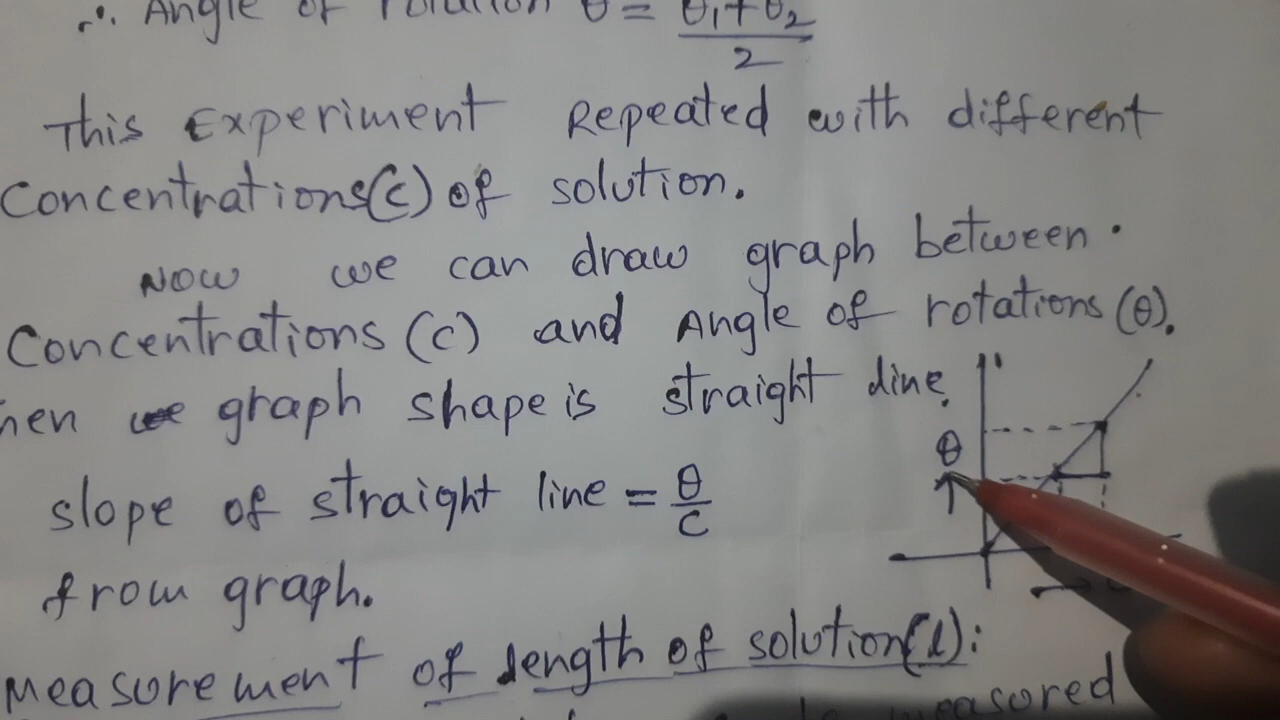 ∴ Angle of rotation θ = θ1+θ2
2
This Experiment Repeated with different
Concentrations(c) of solution.
Now we can draw graph between
Concentrations (c) and Angle of rotations (θ).
graph shape is straight line.
θ
slope of straight line = θ/c
from graph.
Measurement of length of solution(l):
measured